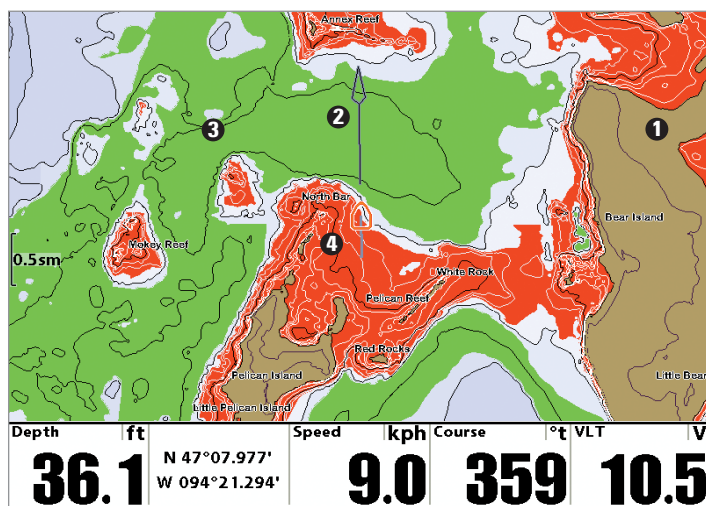 Annex Reef
2
1
3
North Bar
Bear Island
4
Yokey Reef
0.5sm
White Rock
Pelican Reef
Red Rocks
Pelican Island
Little Bear
Little Pelican Island
Depth ft Speed kph Course °t VLT V
36.1 N 47°07.977' 9.0 359 10.5
W 094°21.294'